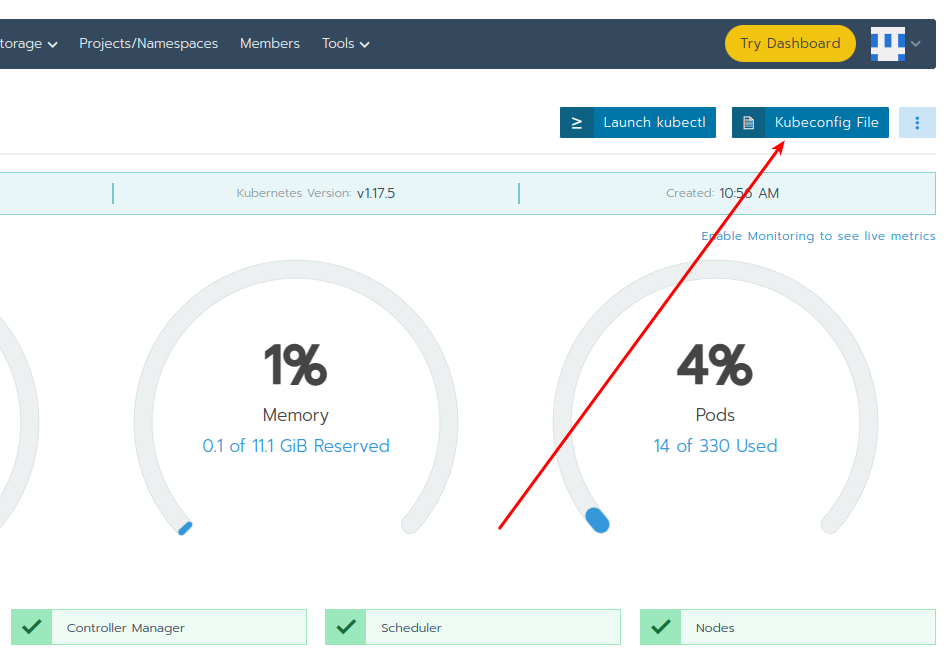 torage Projects/Namespaces Members Tools Try Dashboard
Launch kubectl Kubeconfig File
Kubernetes Version: v1.17.5 Created: 10:56 AM
Enable Monitoring to see live metrics
1% 4%
Memory Pods
0.1 of 11.1 GiB Reserved 14 of 330 Used
Controller Manager Scheduler Nodes